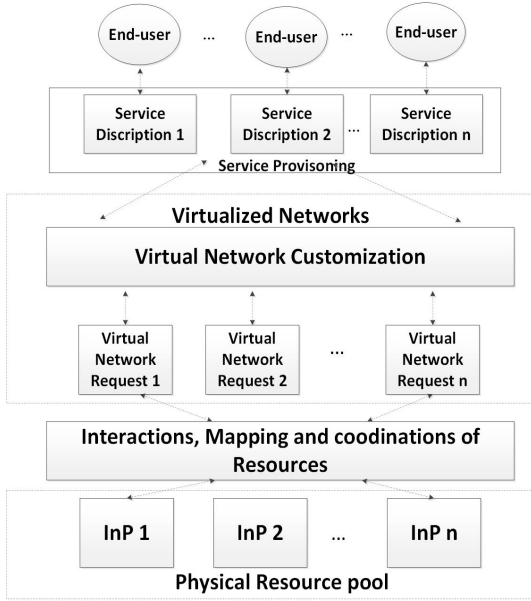 End-user ... End-user ... End-user
Service Discription 1
Service Discription 2
...
Service Discription n
Service Provisoning
Virtualized Networks
Virtual Network Customization
Virtual Network Request 1
Virtual Network Request 2
...
Virtual Network Request n
Interactions, Mapping and coodinations of
Resources
InP 1 InP 2 ... InP n
Physical Resource pool